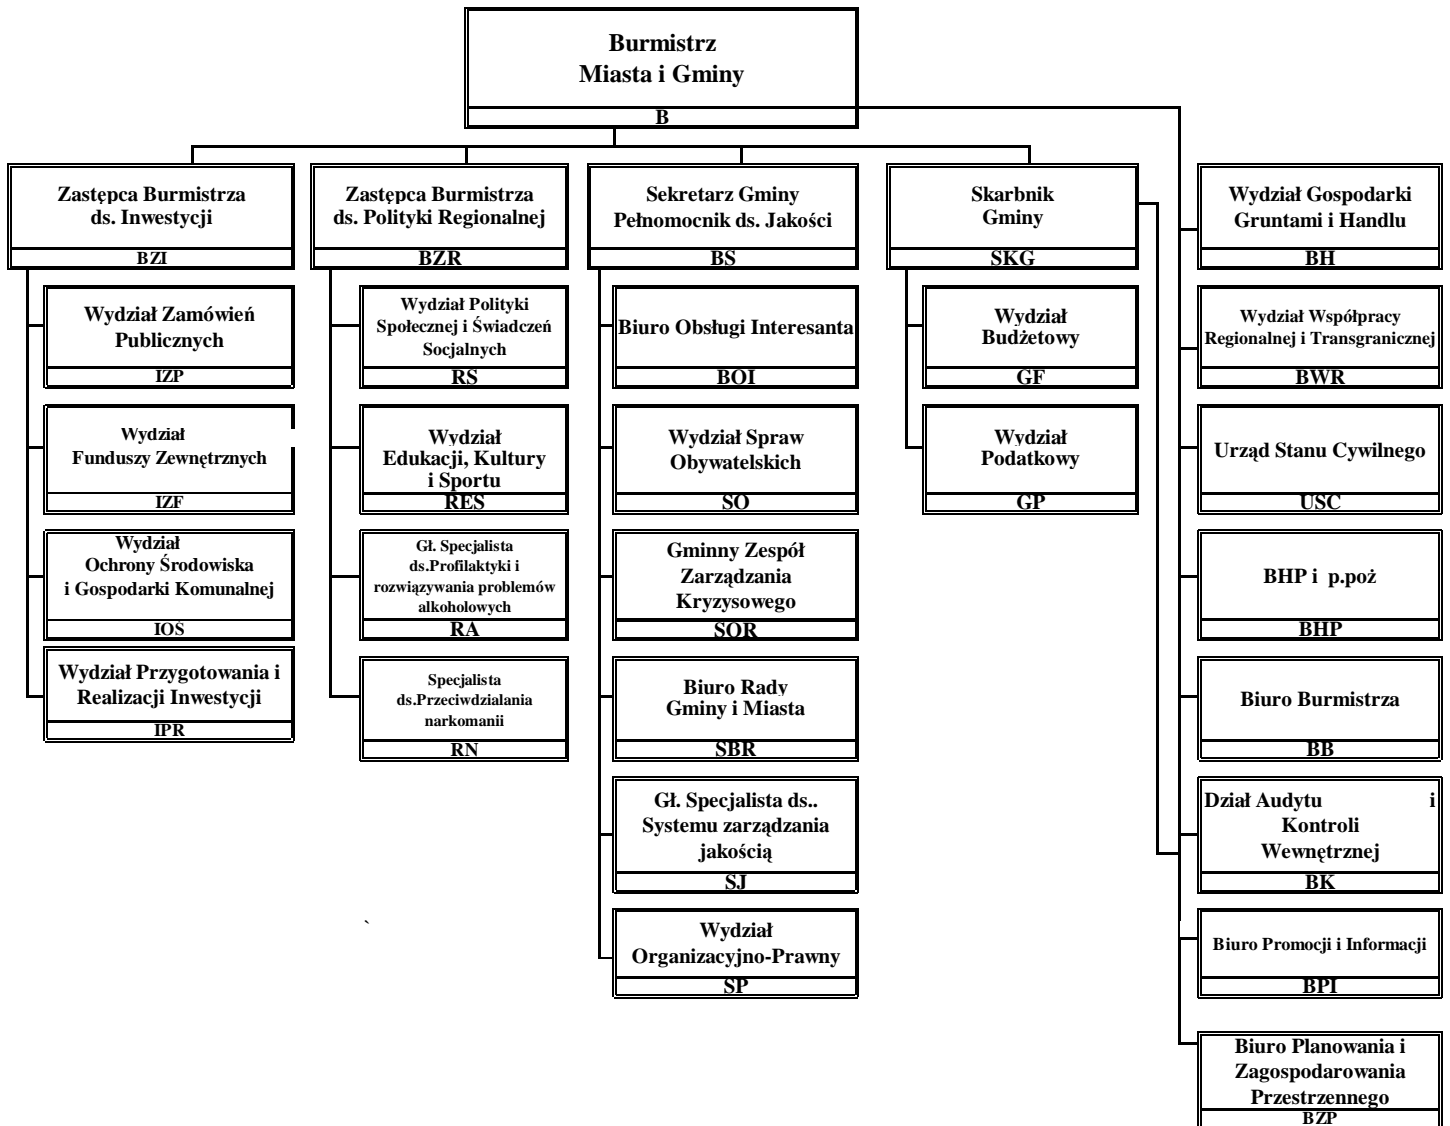 Burmistrz
Miasta i Gminy
B
Zastępca Burmistrza
ds. Inwestycji
BZI
Wydział Zamówień
Publicznych
IZP
Wydział
Funduszy Zewnętrznych
IZF
Wydział
Ochrony Środowiska
i Gospodarki Komunalnej
IOŚ
Wydział Przygotowania i
Realizacji Inwestycji
IPR
Zastępca Burmistrza
ds. Polityki Regionalnej
BZR
Wydział Polityki
Społecznej i Świadczeń
Socjalnych
RS
Wydział
Edukacji, Kultury
i Sportu
RES
Gł. Specjalista
ds.Profilaktyki i
rozwiązywania problemów
alkoholowych
RA
Specjalista
ds.Przeciwdzialania
narkomanii
RN
Sekretarz Gminy
Pełnomocnik ds. Jakości
BS
Biuro Obsługi Interesanta
BOI
Wydział Spraw
Obywatelskich
SO
Gminny Zespół
Zarządzania
Kryzysowego
SOR
Biuro Rady
Gminy i Miasta
SBR
Gł. Specjalista ds..
Systemu zarządzania
jakością
SJ
Wydział
Organizacyjno-Prawny
SP
Skarbnik
Gminy
SKG
Wydział
Budżetowy
GF
Wydział
Podatkowy
GP
Wydział Gospodarki
Gruntami i Handlu
BH
Wydział Współpracy
Regionalnej i Transgranicznej
BWR
Urząd Stanu Cywilnego
USC
BHP i p.poż
BHP
Biuro Burmistrza
BB
Dział Audytu i
Kontroli
Wewnętrznej
BK
Biuro Promocji i Informacji
BPI
Biuro Planowania i
Zagospodarowania
Przestrzennego
BZP
`